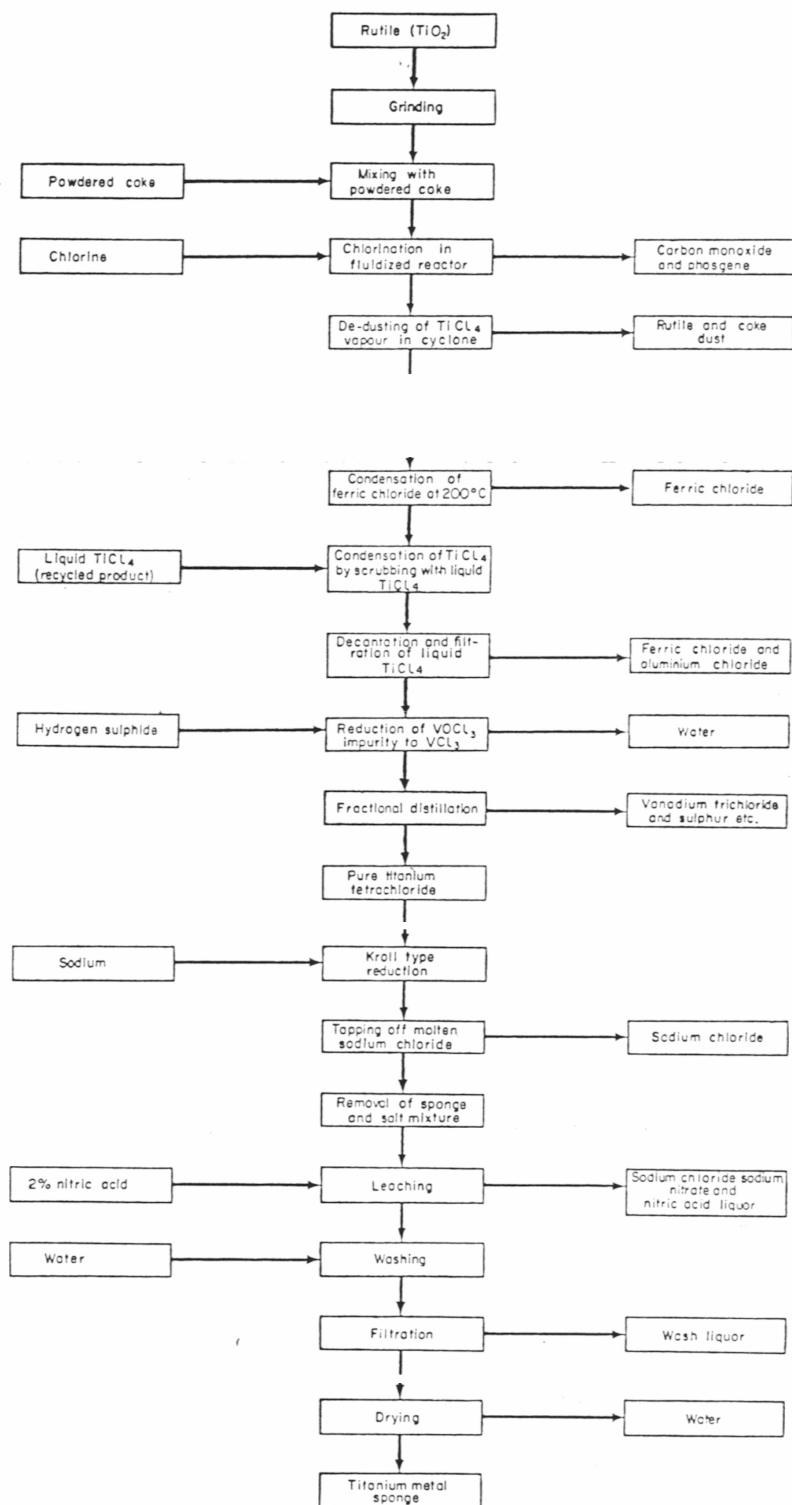 Rutile (TiO2)
Grinding
Powdered coke
Mixing with
powdered coke
Chlorine
Chlorination in
fluidized reactor
Carbon monoxide
and phosgene
De-dusting of TiCL4
vapour in cyclone
Rutile and coke
dust
Condensation of
ferric chloride at 200°C
Ferric chloride
Liquid TiCL4
(recycled product)
Condensation of TiCL4
by scrubbing with liquid
TiCL4
Decantation and filt-
ration of liquid
TiCL4
Ferric chloride and
aluminium chloride
Hydrogen sulphide
Reduction of VOCL3
impurity to VCL3
Water
Fractional distillation
Vanadium trichloride
and sulphur etc.
Pure titanium
tetrachloride
Sodium
Kroll type
reduction
Tapping off molten
sodium chloride
Sodium chloride
Removal of sponge
and salt mixture
2% nitric acid
Leaching
Sodium chloride sodium
nitrate and
nitric acid liquor
Water
Washing
Filtration
Wash liquor
Drying
Water
Titanium metal
sponge